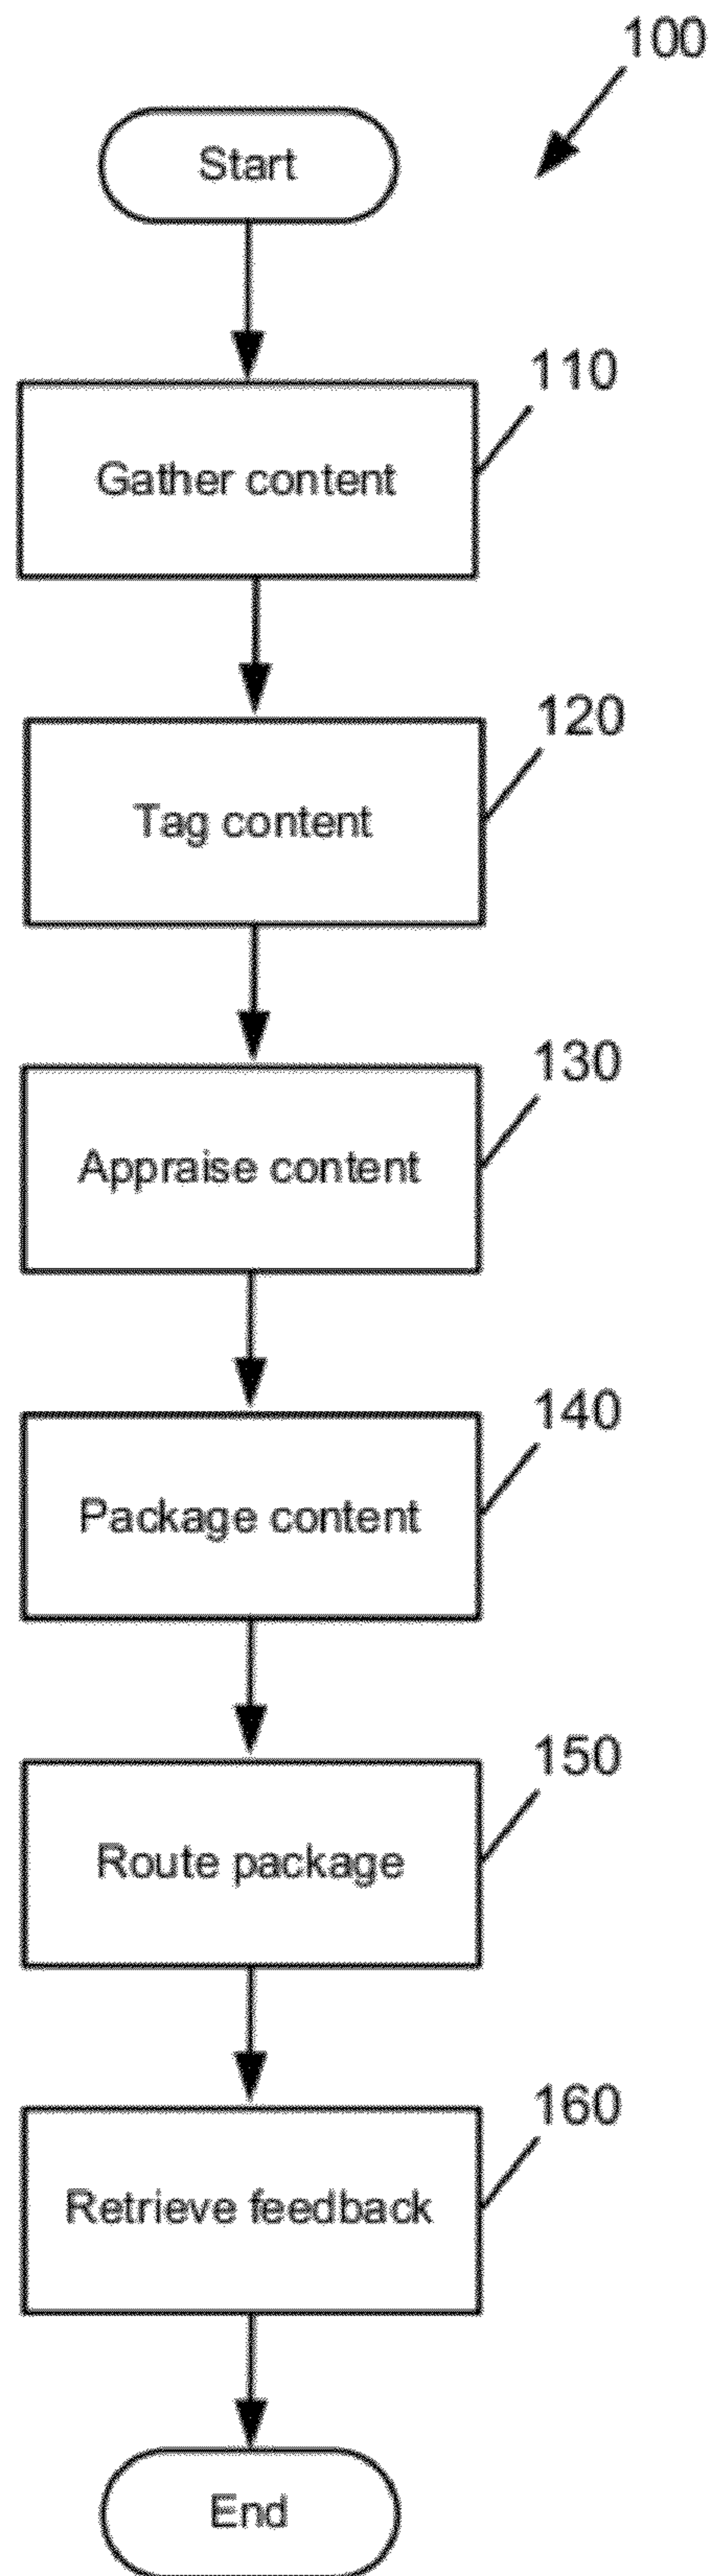 100
Start
110
Gather content
120
Tag content
130
Appraise content
140
Package content
150
Route package
160
Retrieve feedback
End